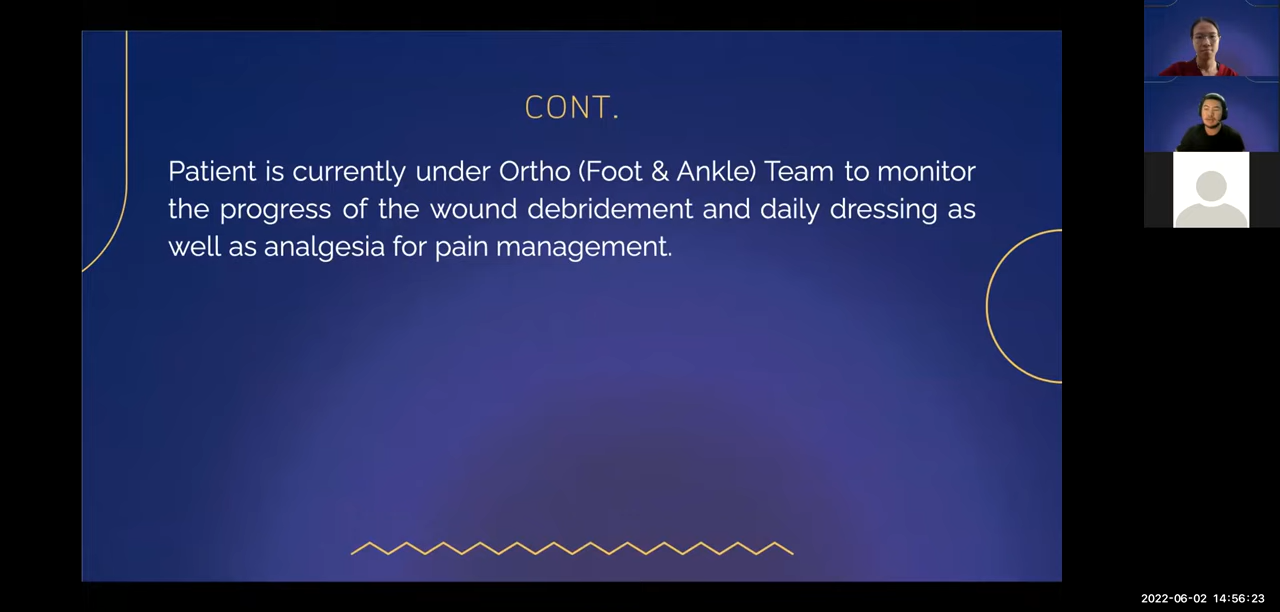 CONT.
Patient is currently under Ortho (Foot & Ankle) Team to monitor
the progress of the wound debridement and daily dressing as
well as analgesia for pain management.
2022-06-02 14:56:23